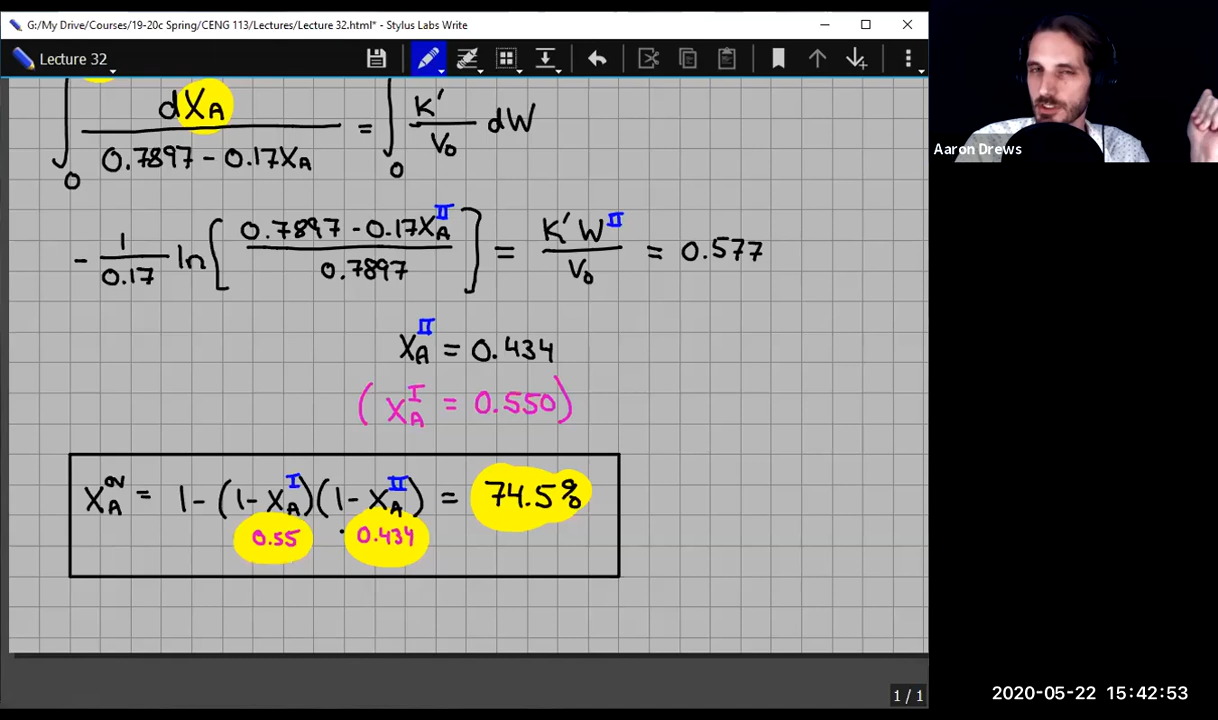 G:/My Drive/Courses/19-20c Spring/CENG 113/Lectures/Lecture 32.html* - Stylus Labs Write
Lecture 32
∫₀ dXA / (0.7897 - 0.17XA) = ∫₀ K' / V₀ dW
- 1/0.17 ln [ (0.7897 - 0.17XA^II) / 0.7897 ] = K'W^II / V₀ = 0.577
XA^II = 0.434
( XA^I = 0.550 )
= 1 - (1 - XA^I)(1 - XA^II) = 74.5%
0.55 0.434
1 / 1
Aaron Drews
2020-05-22 15:42:53